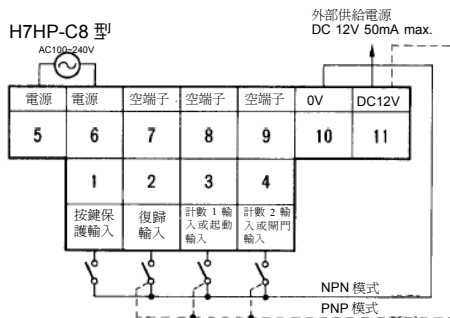 H7HP-C8 型
AC100~240V
外部供給電源
DC 12V 50mA max.
電源 電源 空端子 空端子 空端子 0V DC12V
5 6 7 8 9 10 11
1 2 3 4
按鍵保護輸入
復歸輸入
計數 1 輸入或起動輸入
計數 2 輸入或閘門輸入
NPN 模式
PNP 模式